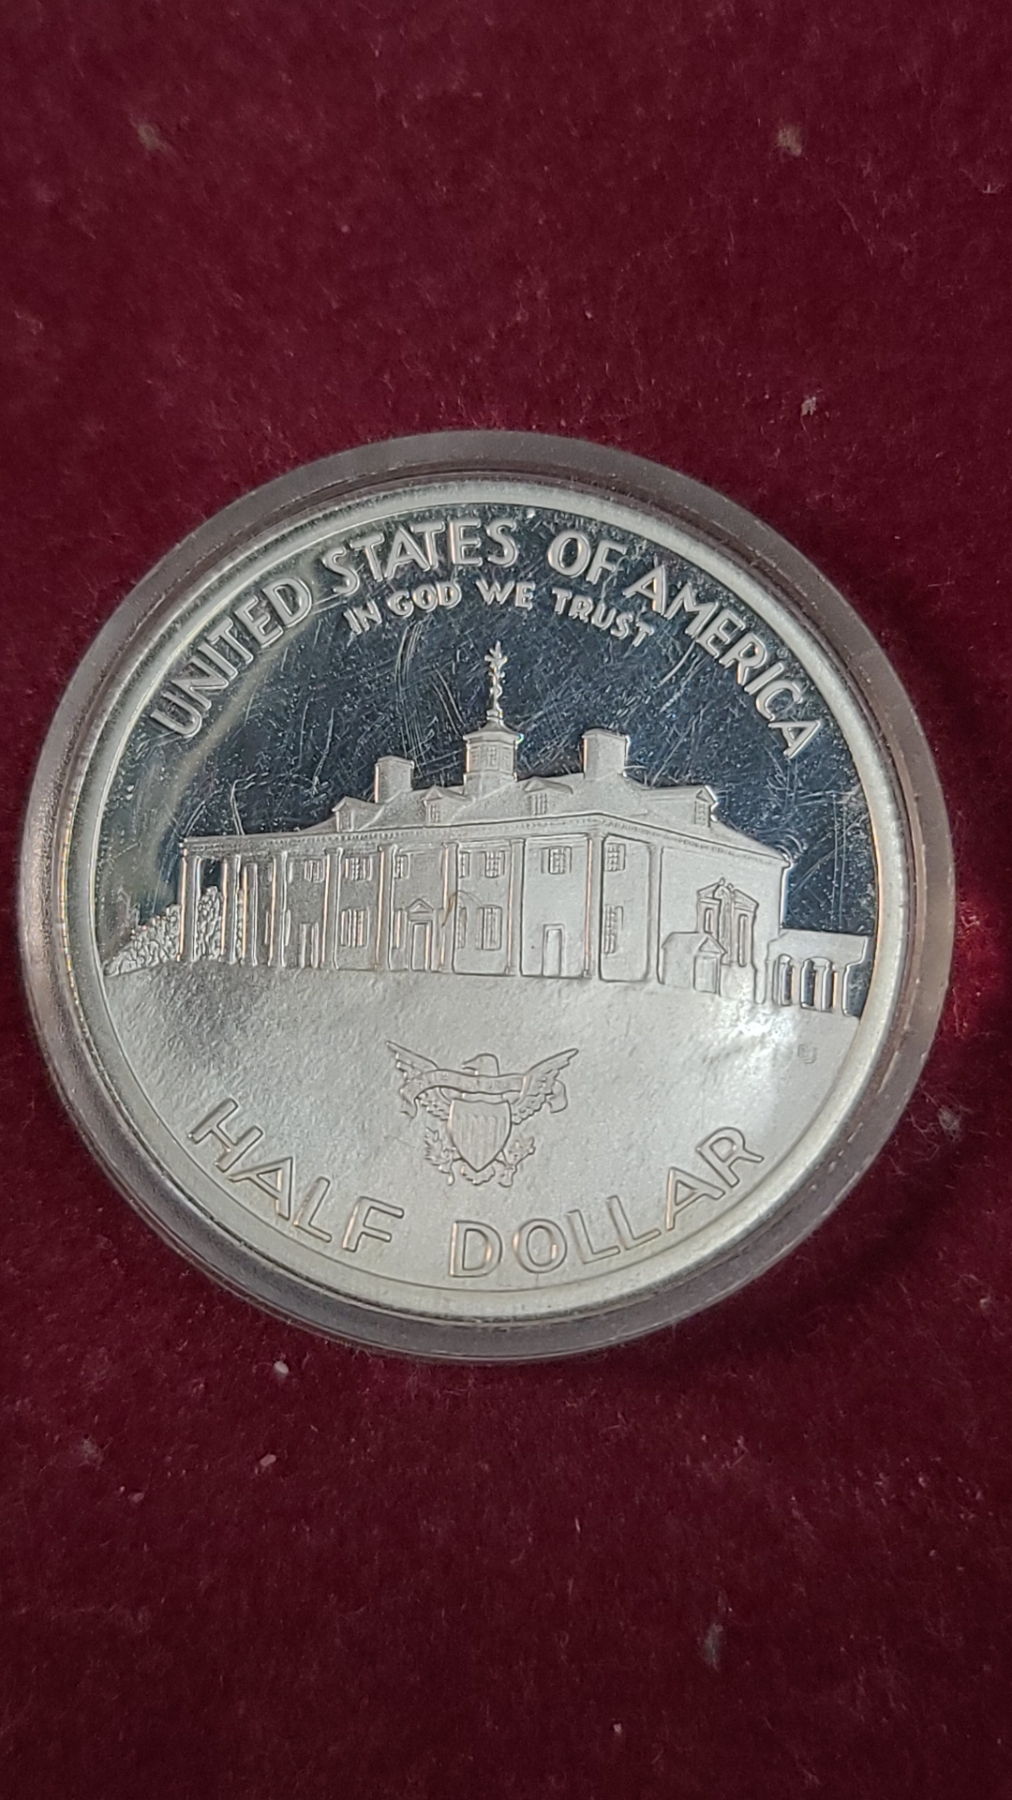 UNITED STATES OF AMERICA
IN GOD WE TRUST
HALF DOLLAR